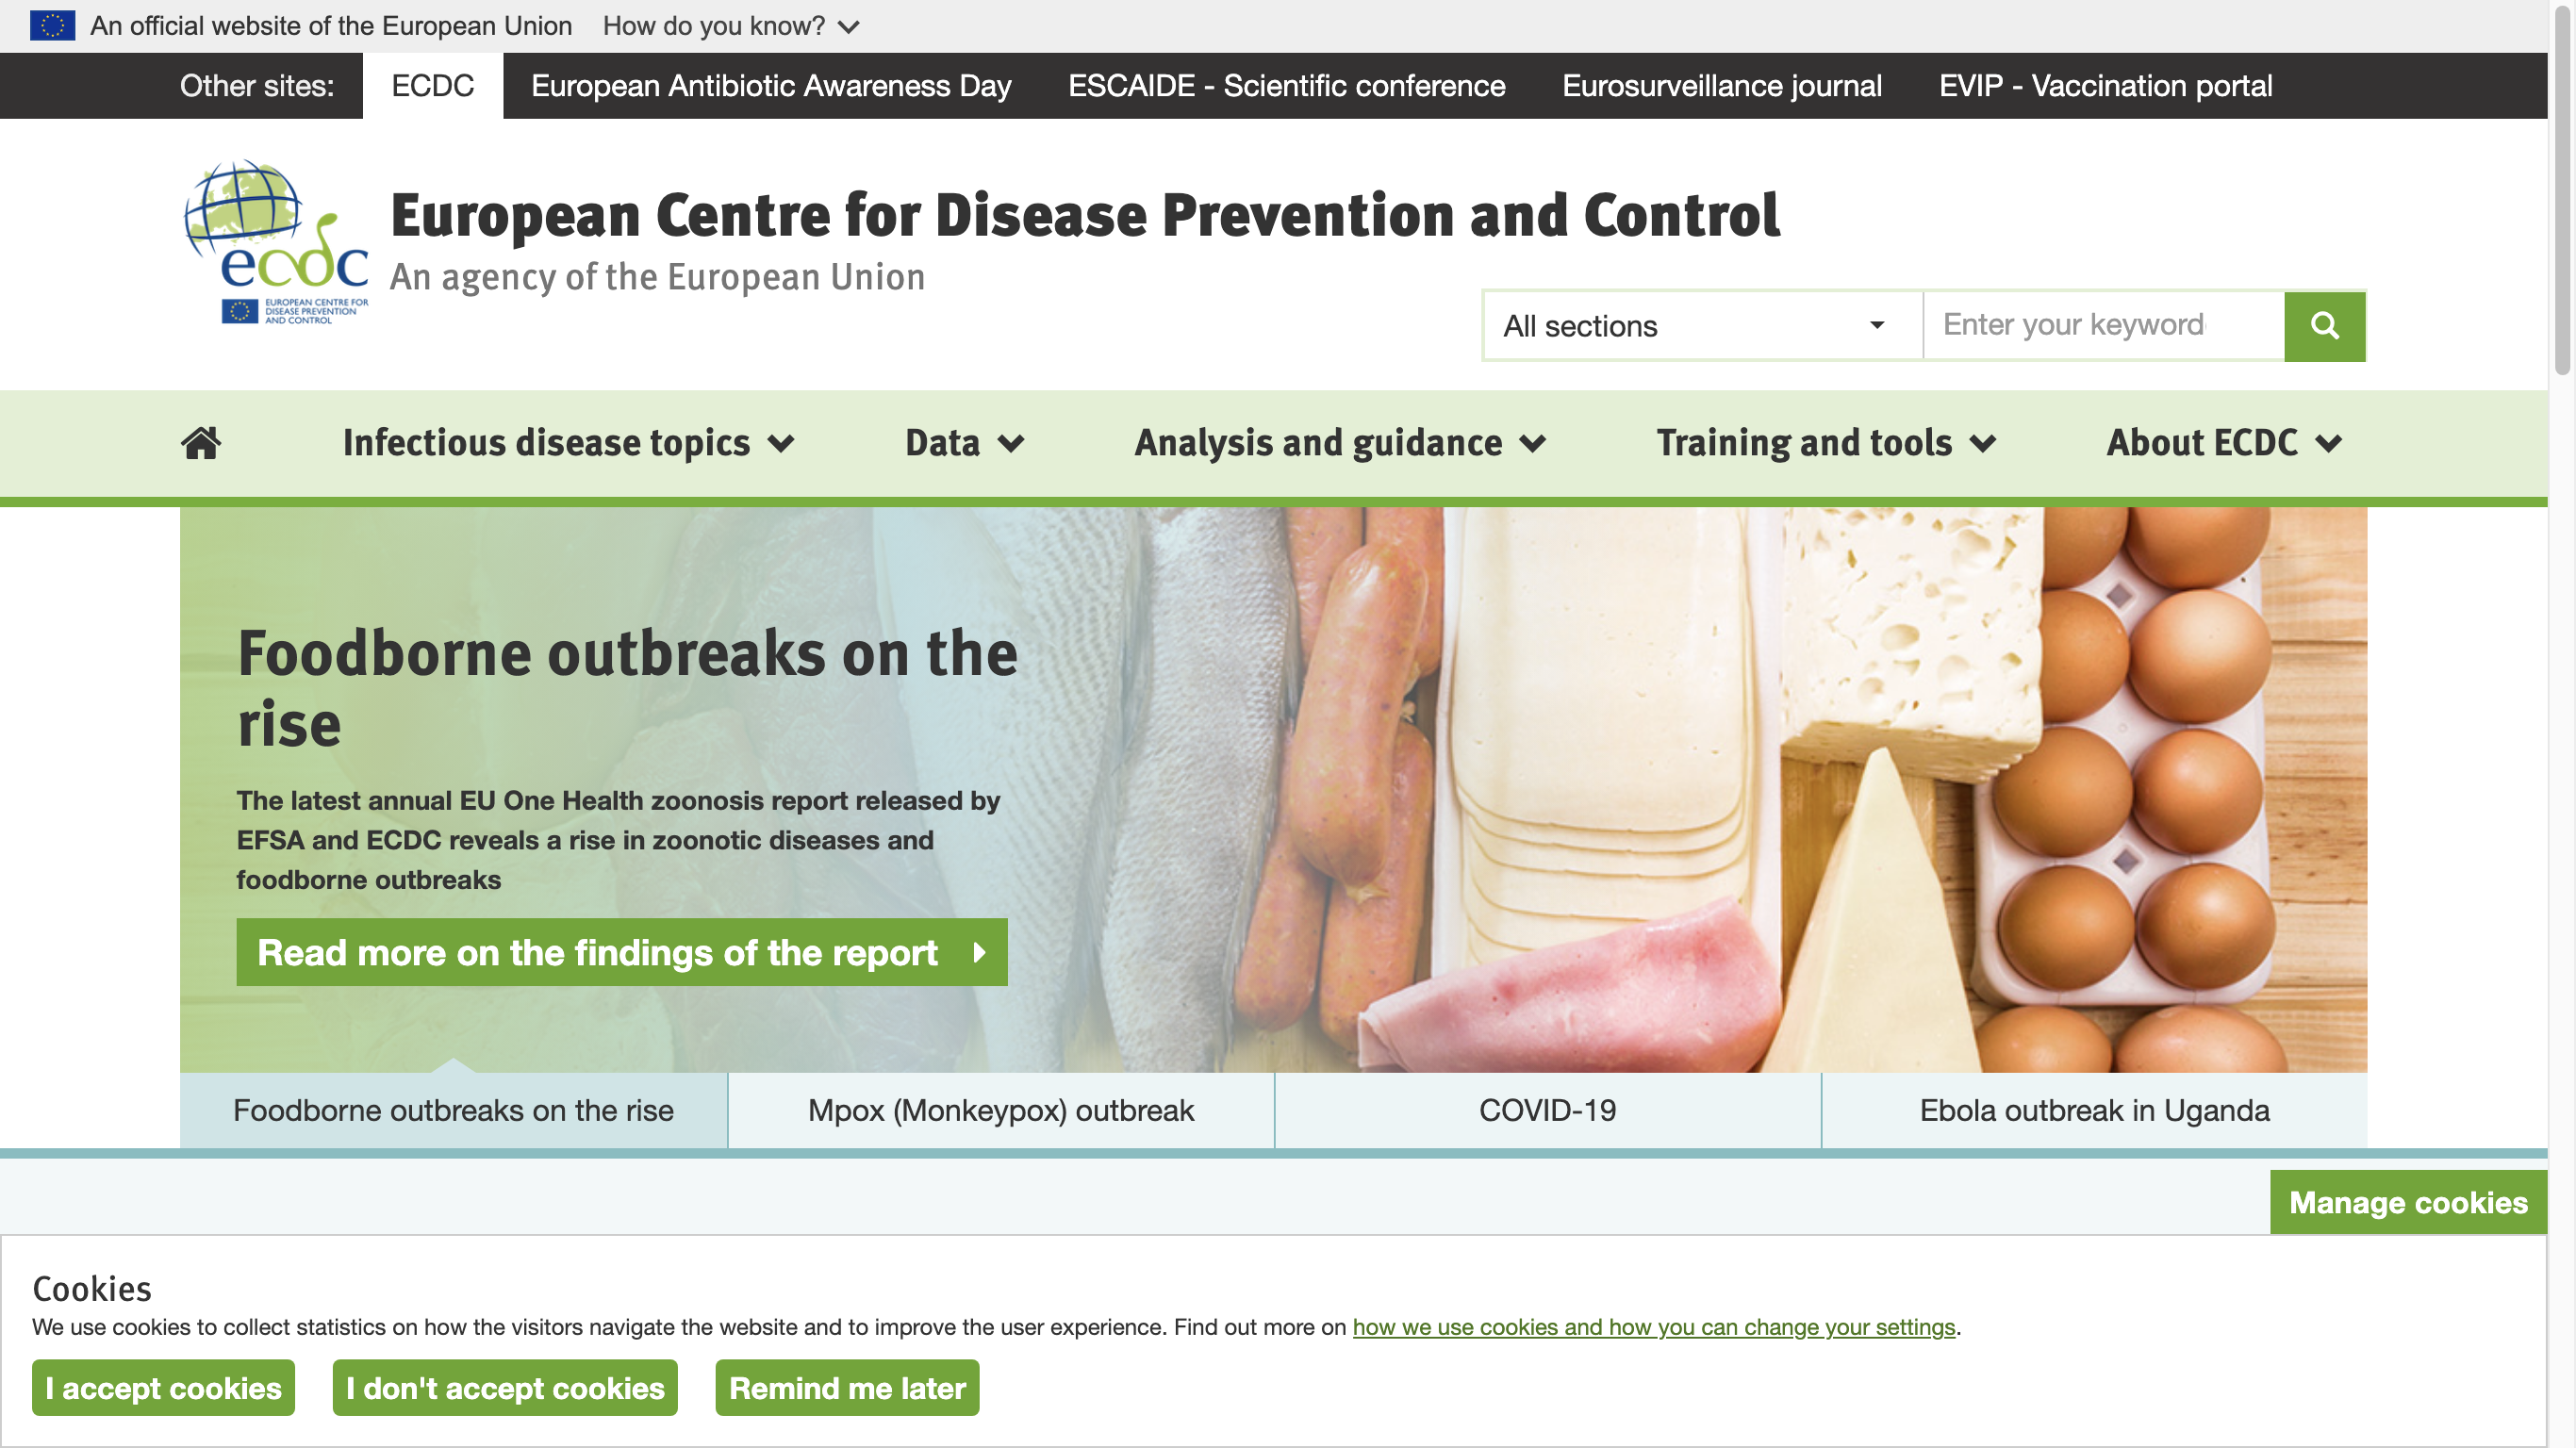 An official website of the European Union How do you know?
Other sites: ECDC European Antibiotic Awareness Day ESCAIDE - Scientific conference Eurosurveillance journal EVIP - Vaccination portal
ecdc
EUROPEAN CENTRE FOR
DISEASE PREVENTION
AND CONTROL
European Centre for Disease Prevention and Control
An agency of the European Union
All sections Enter your keyword
Infectious disease topics Data Analysis and guidance Training and tools About ECDC
Foodborne outbreaks on the
rise
The latest annual EU One Health zoonosis report released by
EFSA and ECDC reveals a rise in zoonotic diseases and
foodborne outbreaks
Read more on the findings of the report
Foodborne outbreaks on the rise Mpox (Monkeypox) outbreak COVID-19 Ebola outbreak in Uganda
Manage cookies
Cookies
We use cookies to collect statistics on how the visitors navigate the website and to improve the user experience. Find out more on how we use cookies and how you can change your settings.
I accept cookies I don't accept cookies Remind me later